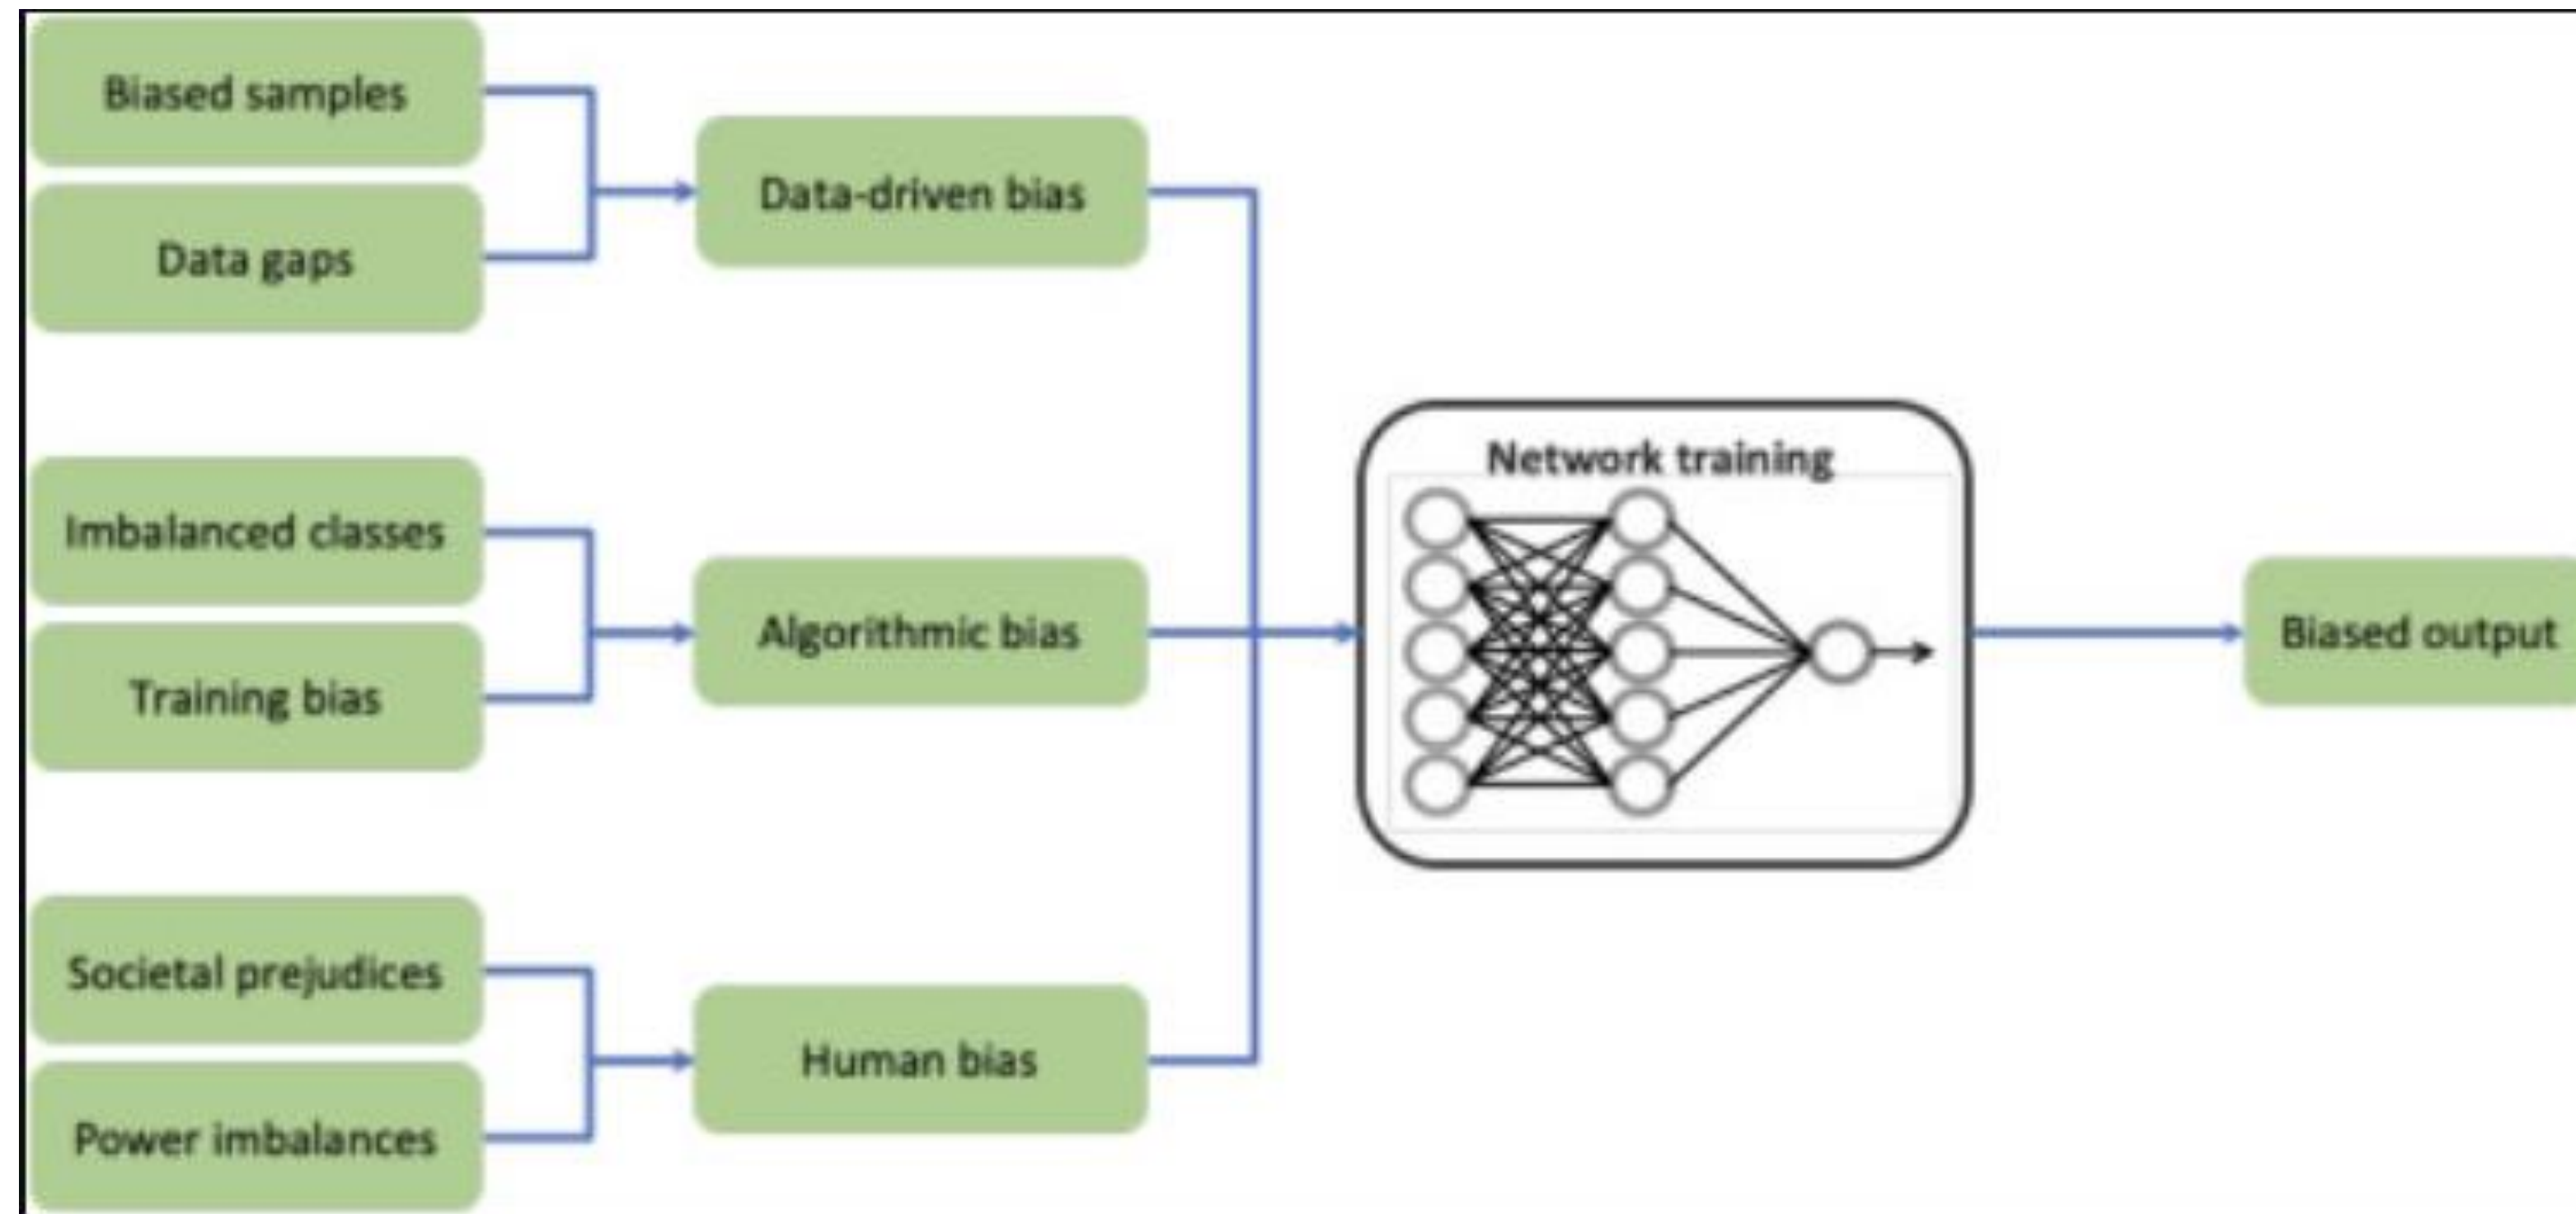 Biased samples
Data gaps
Data-driven bias
Imbalanced classes
Training bias
Algorithmic bias
Societal prejudices
Power imbalances
Human bias
Network training
Biased output